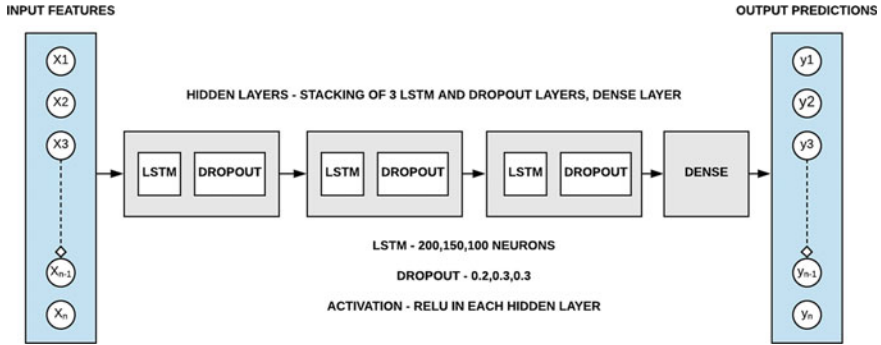 INPUT FEATURES
OUTPUT PREDICTIONS
X1
X2
X3
Xn-1
Xn
HIDDEN LAYERS - STACKING OF 3 LSTM AND DROPOUT LAYERS, DENSE LAYER
LSTM
DROPOUT
LSTM
DROPOUT
LSTM
DROPOUT
DENSE
LSTM - 200,150,100 NEURONS
DROPOUT - 0.2,0.3,0.3
ACTIVATION - RELU IN EACH HIDDEN LAYER
y1
y2
y3
yn-1
yn